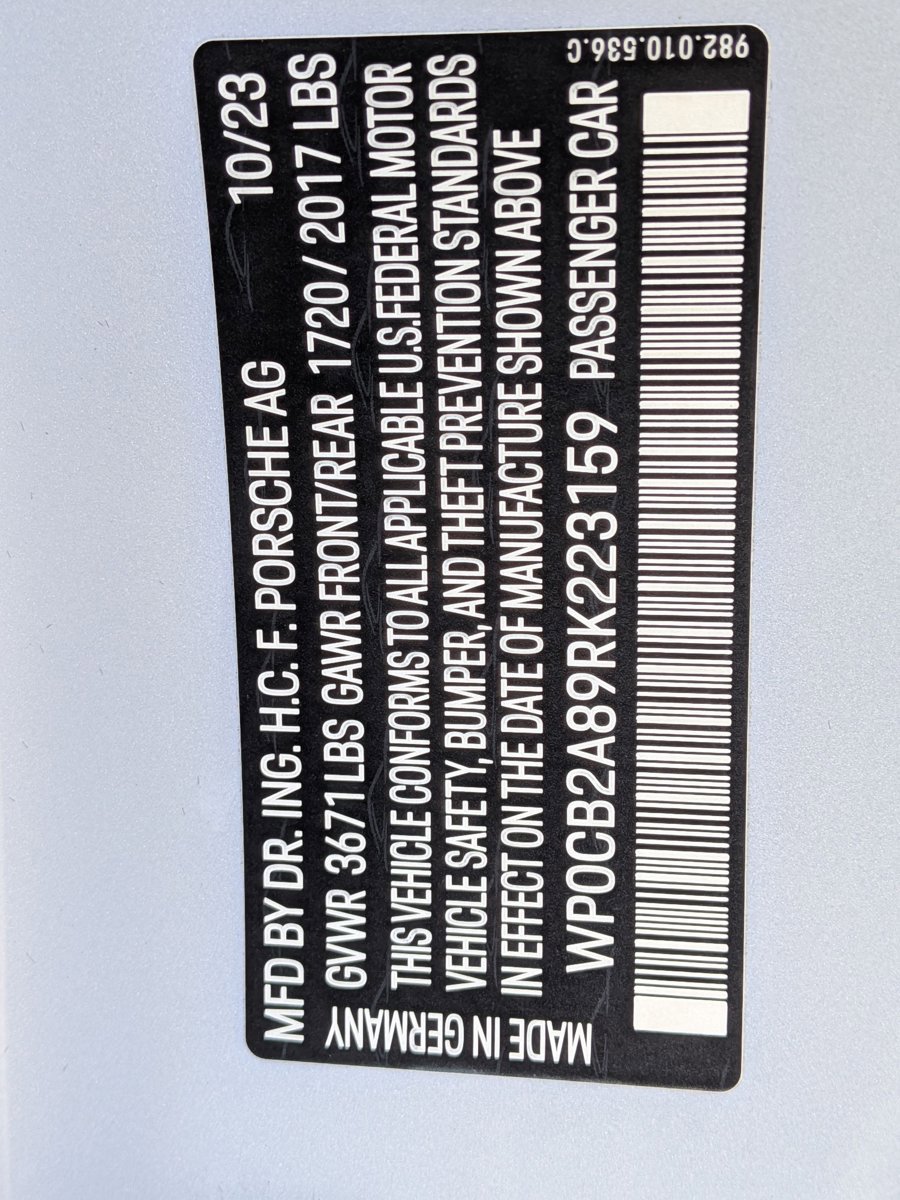 MFD BY DR. ING. H.C. F. PORSCHE AG 10/23
GVWR 3671 LBS GAWR FRONT/REAR 1720 / 2017 LBS
THIS VEHICLE CONFORMS TO ALL APPLICABLE U.S. FEDERAL MOTOR
VEHICLE SAFETY, BUMPER, AND THEFT PREVENTION STANDARDS
IN EFFECT ON THE DATE OF MANUFACTURE SHOWN ABOVE
WP0CB2A89RK223159 PASSENGER CAR
MADE IN GERMANY
982.010.536.C